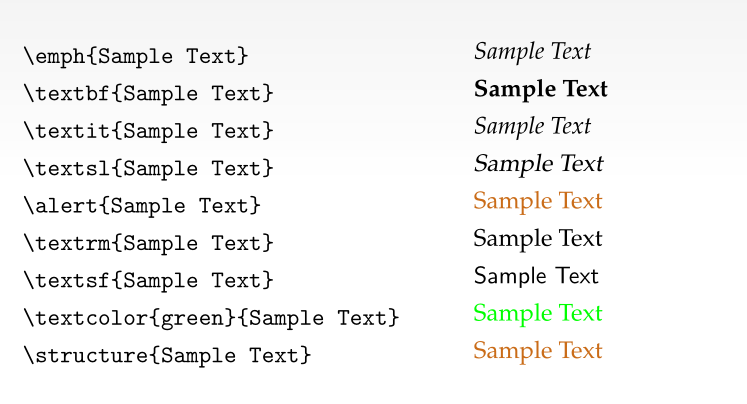 \emph{Sample Text} Sample Text
\textbf{Sample Text} Sample Text
\textit{Sample Text} Sample Text
\textsl{Sample Text} Sample Text
\alert{Sample Text} Sample Text
\textrm{Sample Text} Sample Text
\textsf{Sample Text} Sample Text
\textcolor{green}{Sample Text} Sample Text
\structure{Sample Text} Sample Text